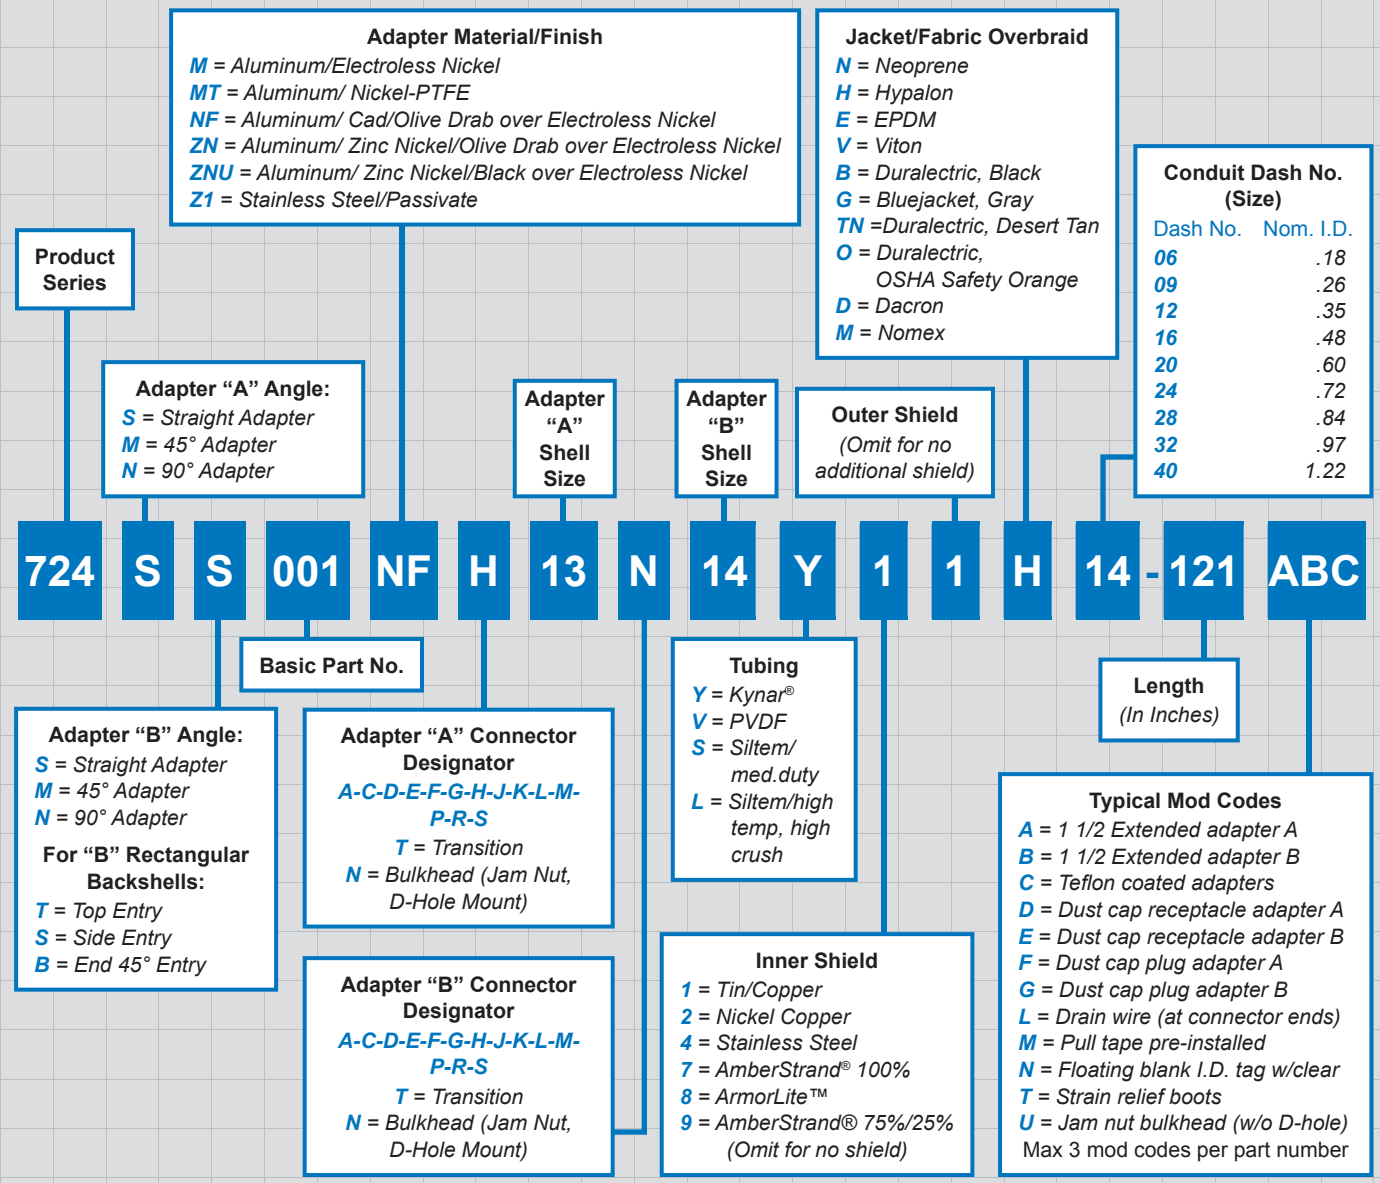 Adapter Material/Finish
M = Aluminum/Electroless Nickel
MT = Aluminum/ Nickel-PTFE
NF = Aluminum/ Cad/Olive Drab over Electroless Nickel
ZN = Aluminum/ Zinc Nickel/Olive Drab over Electroless Nickel
ZNU = Aluminum/ Zinc Nickel/Black over Electroless Nickel
Z1 = Stainless Steel/Passivate
Jacket/Fabric Overbraid
N = Neoprene
H = Hypalon
E = EPDM
V = Viton
B = Duralectric, Black
G = Bluejacket, Gray
TN =Duralectric, Desert Tan
O = Duralectric,
OSHA Safety Orange
D = Dacron
M = Nomex
Conduit Dash No.
(Size)
Dash No. Nom. I.D.
06 .18
09 .26
12 .35
16 .48
20 .60
24 .72
28 .84
32 .97
40 1.22
Product
Series
Adapter “A” Angle:
S = Straight Adapter
M = 45° Adapter
N = 90° Adapter
Adapter
“A”
Shell
Size
Adapter
“B”
Shell
Size
Outer Shield
(Omit for no
additional shield)
724 S S 001 NF H 13 N 14 Y 1 1 H 14 - 121 ABC
Basic Part No.
Adapter “B” Angle:
S = Straight Adapter
M = 45° Adapter
N = 90° Adapter
For “B” Rectangular
Backshells:
T = Top Entry
S = Side Entry
B = End 45° Entry
Adapter “A” Connector
Designator
A-C-D-E-F-G-H-J-K-L-M-
P-R-S
T = Transition
N = Bulkhead (Jam Nut,
D-Hole Mount)
Adapter “B” Connector
Designator
A-C-D-E-F-G-H-J-K-L-M-
P-R-S
T = Transition
N = Bulkhead (Jam Nut,
D-Hole Mount)
Tubing
Y = Kynar®
V = PVDF
S = Siltem/
med.duty
L = Siltem/high
temp, high
crush
Inner Shield
1 = Tin/Copper
2 = Nickel Copper
4 = Stainless Steel
7 = AmberStrand® 100%
8 = ArmorLite™
9 = AmberStrand® 75%/25%
(Omit for no shield)
Length
(In Inches)
Typical Mod Codes
A = 1 1/2 Extended adapter A
B = 1 1/2 Extended adapter B
C = Teflon coated adapters
D = Dust cap receptacle adapter A
E = Dust cap receptacle adapter B
F = Dust cap plug adapter A
G = Dust cap plug adapter B
L = Drain wire (at connector ends)
M = Pull tape pre-installed
N = Floating blank I.D. tag w/clear
T = Strain relief boots
U = Jam nut bulkhead (w/o D-hole)
Max 3 mod codes per part number